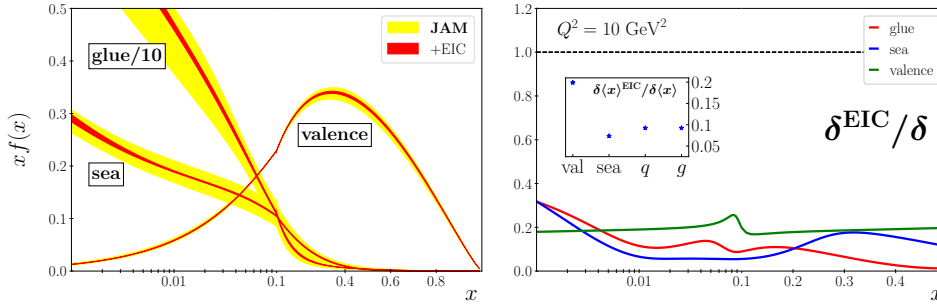 0.5
0.4
0.3
0.2
0.1
0.0
x f(x)
glue/10
sea
valence
JAM
+EIC
0.01 0.1 0.4 0.6 0.8
x
1.2
1.0
0.8
0.6
0.4
0.2
0.0
Q² = 10 GeV²
glue
sea
valence
δ⟨x⟩^EIC/δ⟨x⟩
0.2
0.15
0.1
0.05
val sea q g
δ^EIC/δ
0.01 0.1 0.2 0.3 0.4
x